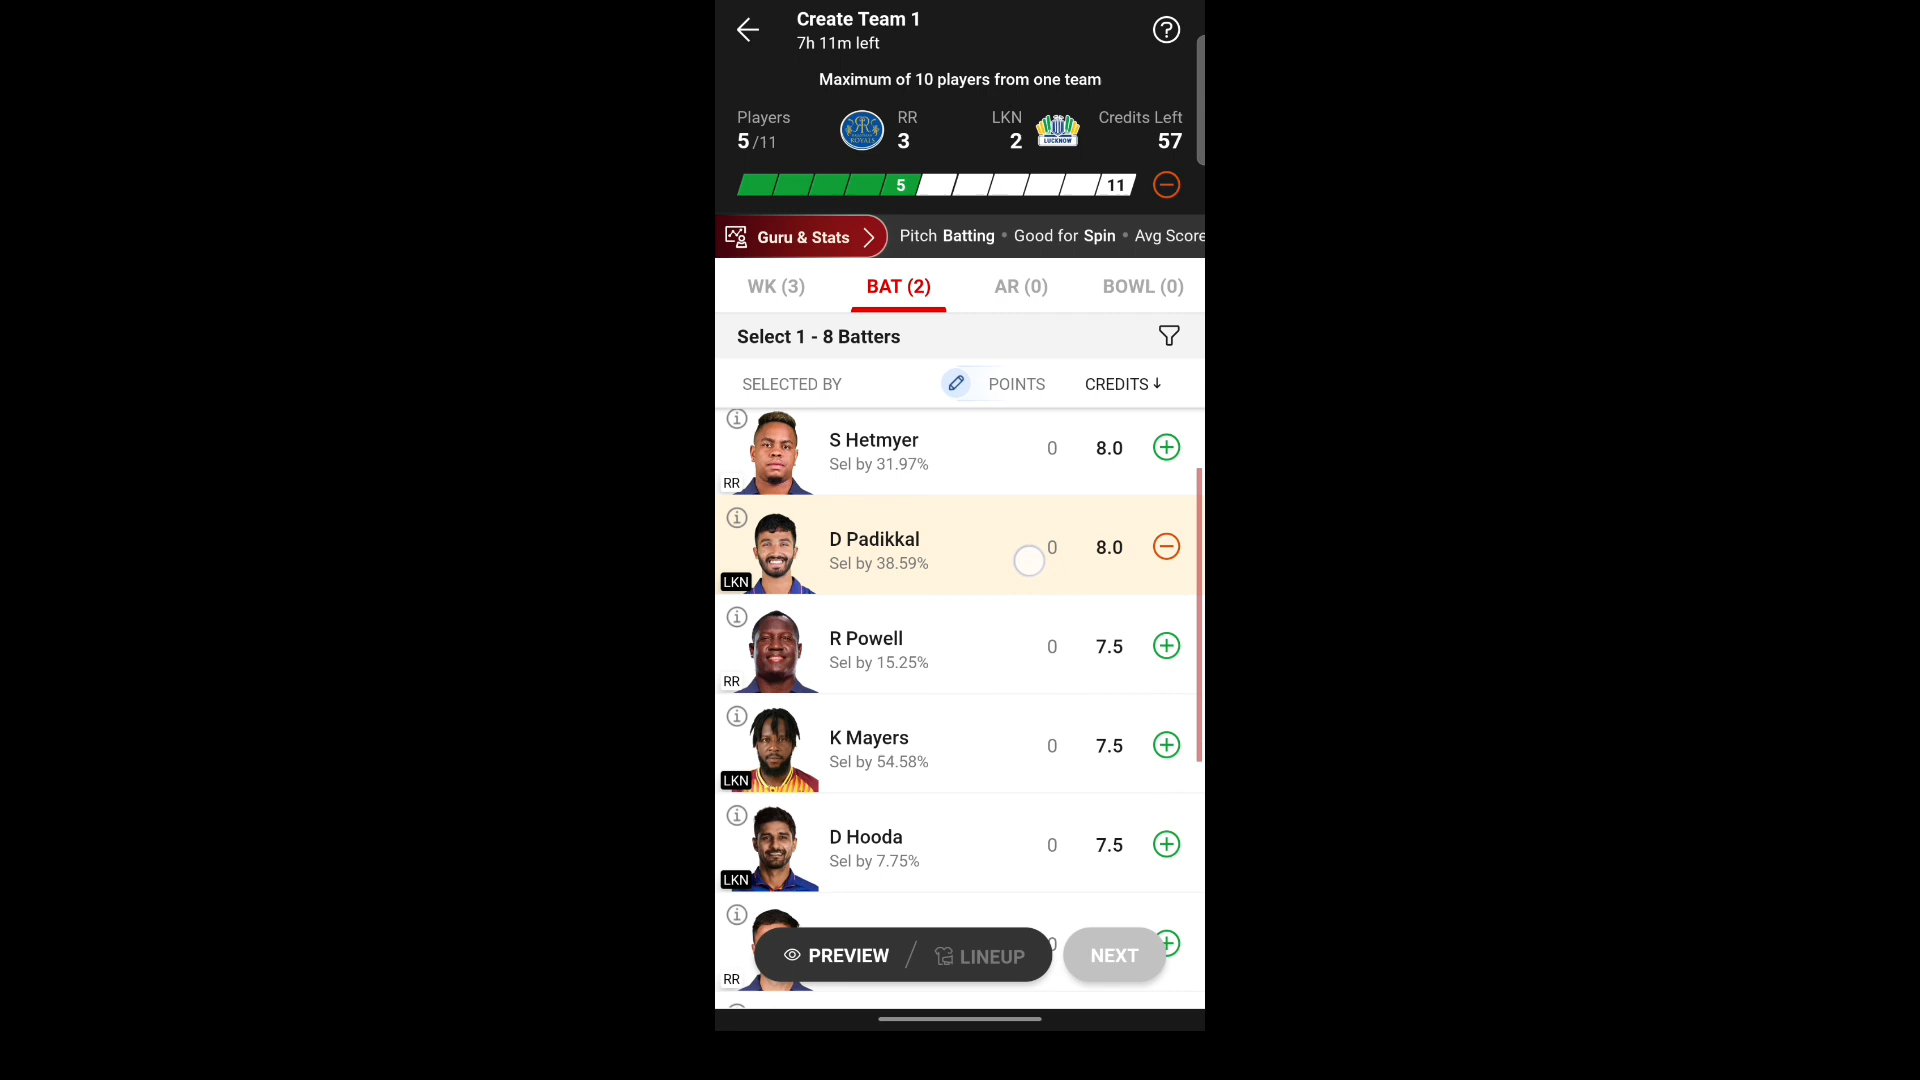 Create Team 1
7h 11m left
Maximum of 10 players from one team
Players RR LKN Credits Left
5/11 3 2 57
LUCKNOW
5 11
Guru & Stats Pitch Batting • Good for Spin • Avg Score
WK (3) BAT (2) AR (0) BOWL (0)
Select 1 - 8 Batters
SELECTED BY POINTS CREDITS ↓
S Hetmyer 0 8.0
Sel by 31.97%
RR
D Padikkal 0 8.0
Sel by 38.59%
LKN
R Powell 0 7.5
Sel by 15.25%
RR
K Mayers 0 7.5
Sel by 54.58%
LKN
D Hooda 0 7.5
Sel by 7.75%
LKN
PREVIEW / LINEUP 0 NEXT
RR